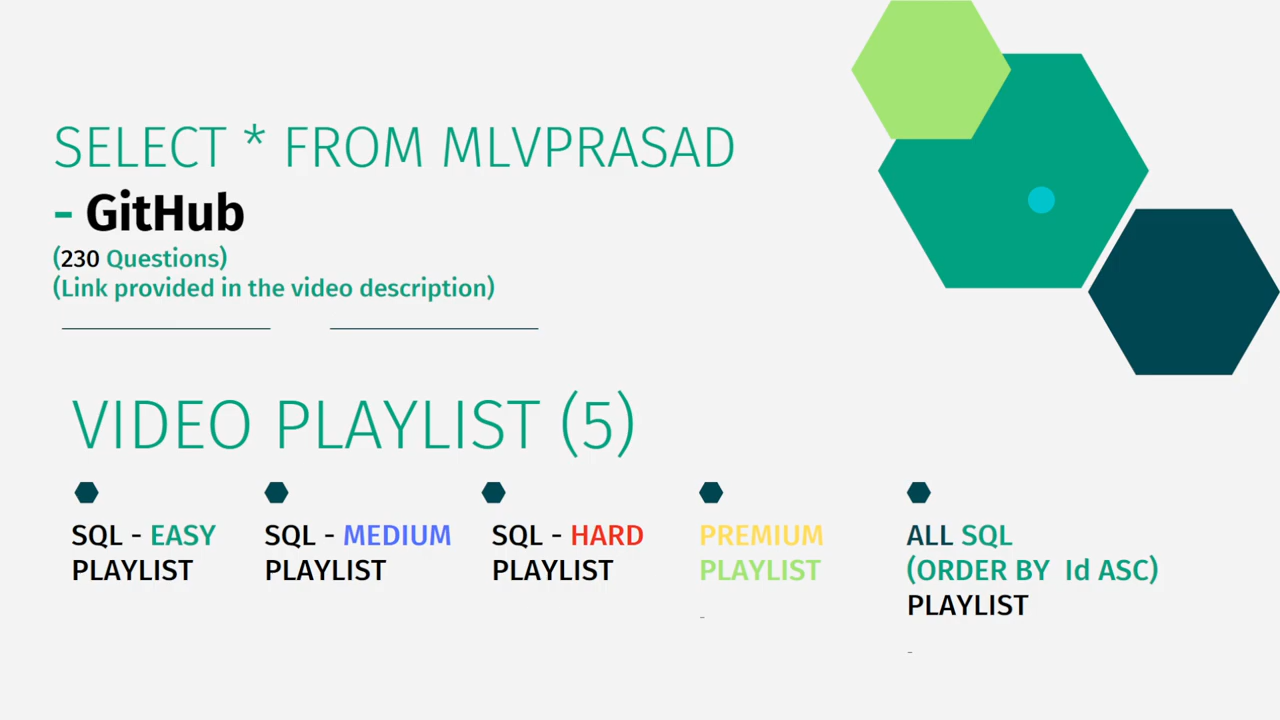 SELECT * FROM MLVPRASAD
- GitHub
(230 Questions)
(Link provided in the video description)
VIDEO PLAYLIST (5)
SQL - EASY
PLAYLIST
SQL - MEDIUM
PLAYLIST
SQL - HARD
PLAYLIST
PREMIUM
PLAYLIST
-
ALL SQL
(ORDER BY Id ASC)
PLAYLIST
-